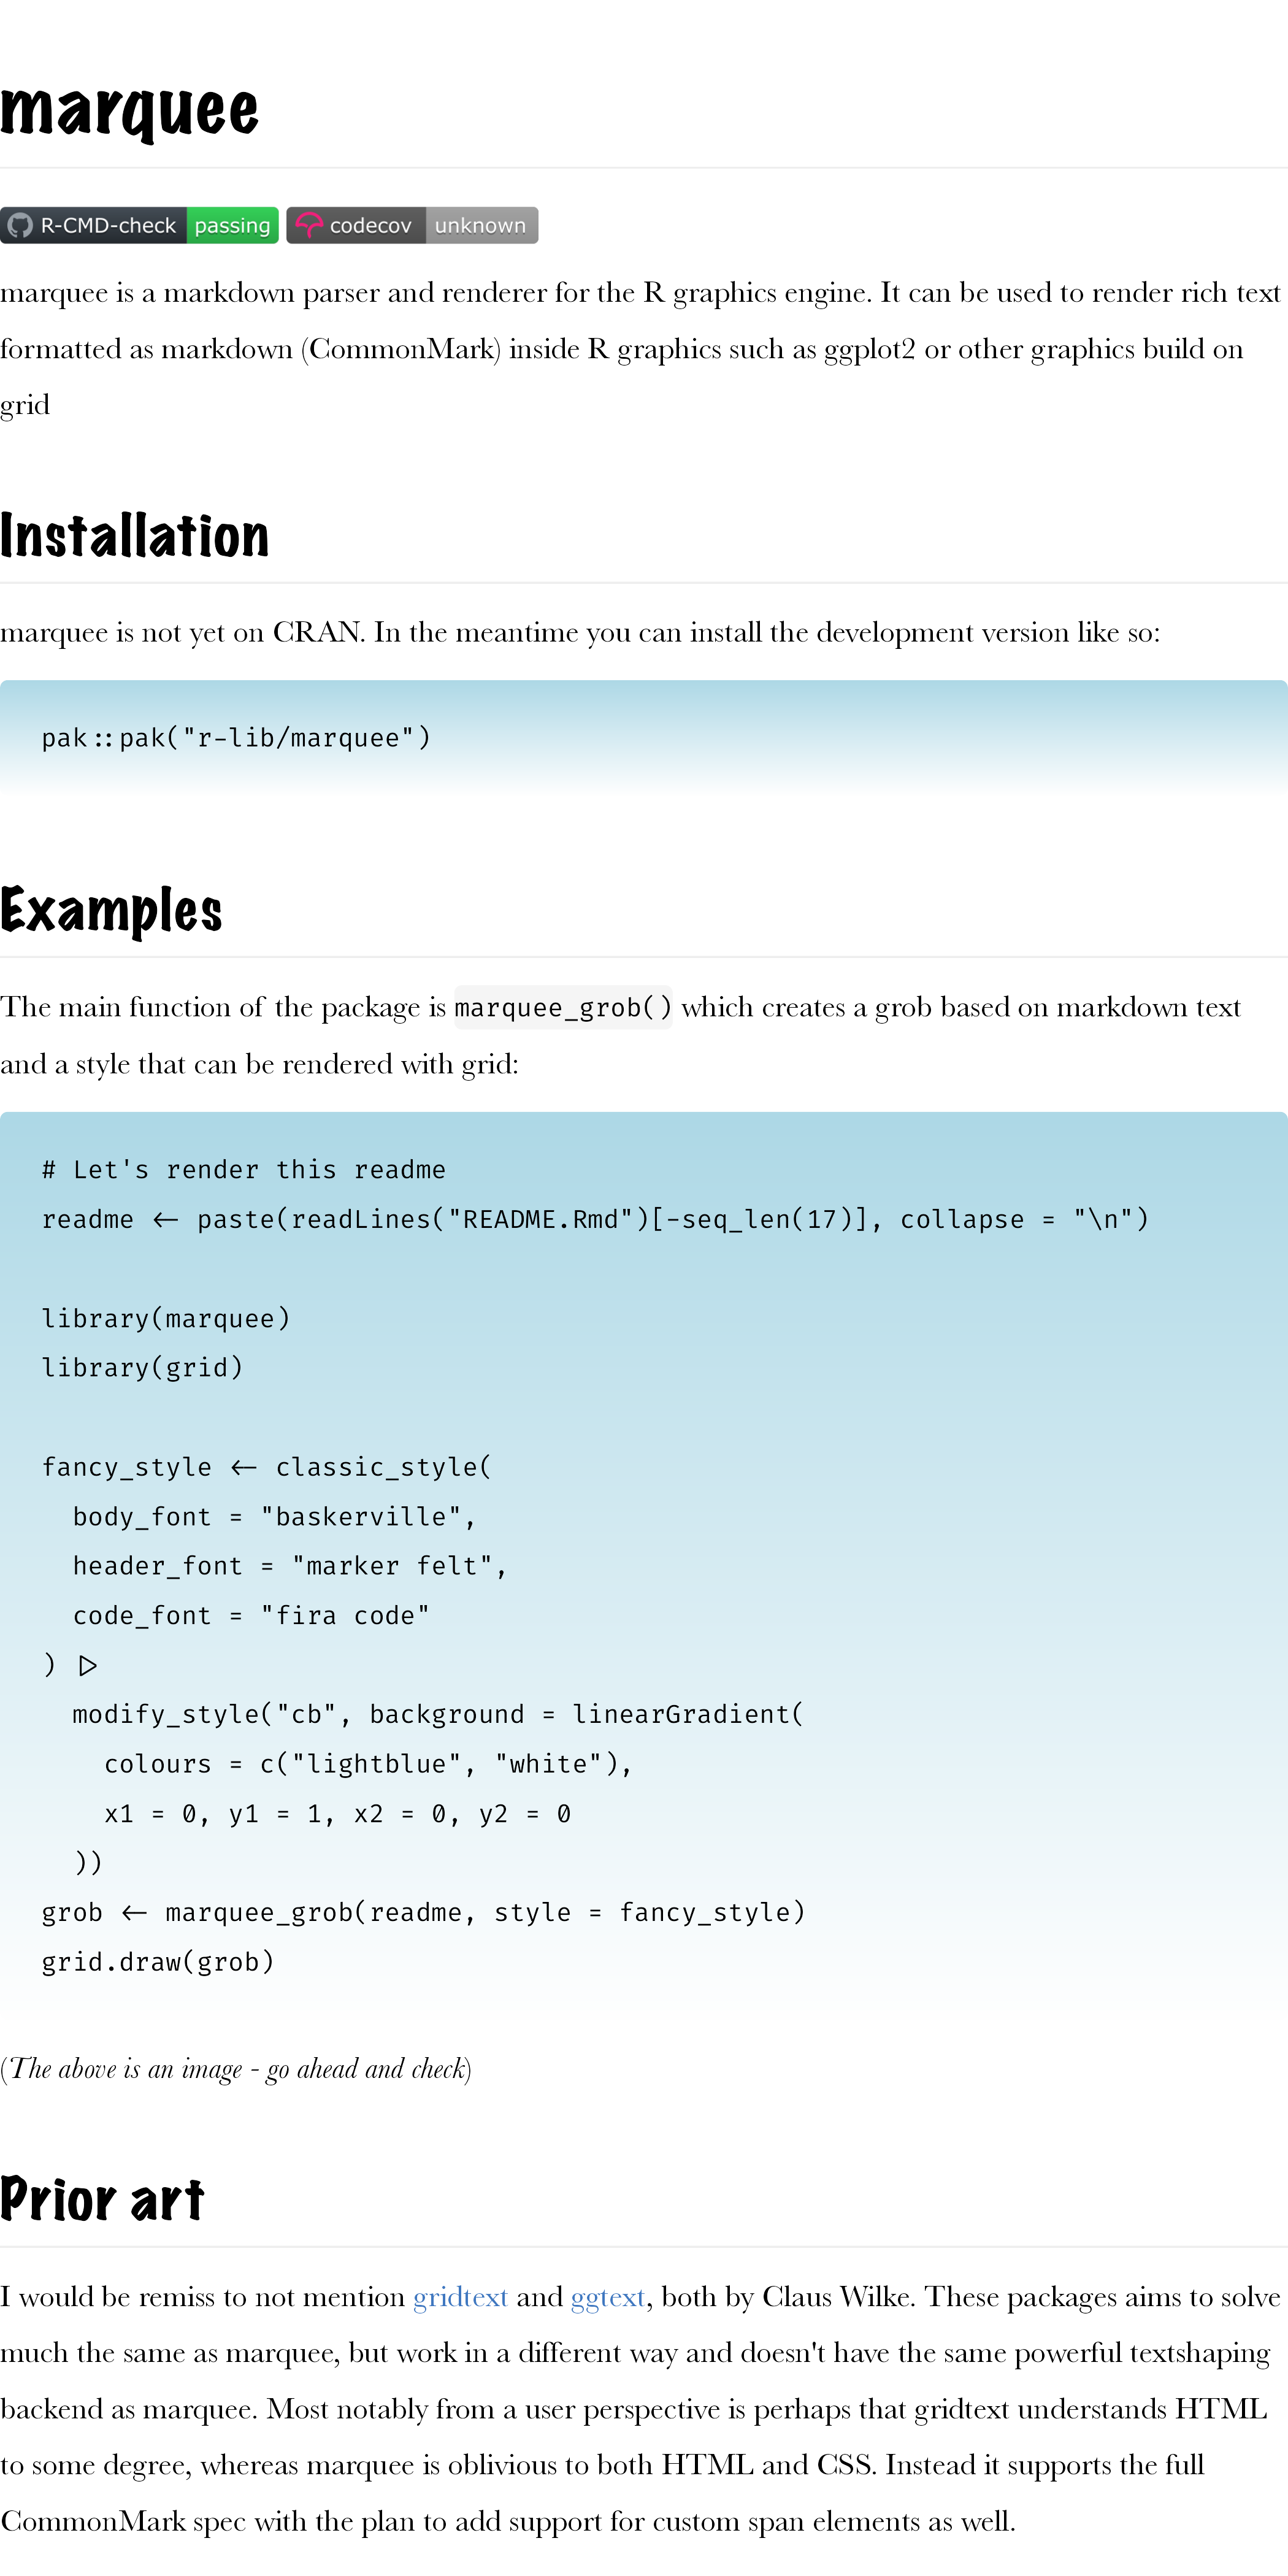 marquee
R-CMD-check passing codecov unknown
marquee is a markdown parser and renderer for the R graphics engine. It can be used to render rich text
formatted as markdown (CommonMark) inside R graphics such as ggplot2 or other graphics build on
grid
Installation
marquee is not yet on CRAN. In the meantime you can install the development version like so:
pak::pak("r-lib/marquee")
Examples
The main function of the package is marquee_grob() which creates a grob based on markdown text
and a style that can be rendered with grid:
# Let's render this readme
readme <- paste(readLines("README.Rmd")[-seq_len(17)], collapse = "\n")
library(marquee)
library(grid)
fancy_style <- classic_style(
  body_font = "baskerville",
  header_font = "marker felt",
  code_font = "fira code"
) |>
  modify_style("cb", background = linearGradient(
    colours = c("lightblue", "white"),
    x1 = 0, y1 = 1, x2 = 0, y2 = 0
  ))
grob <- marquee_grob(readme, style = fancy_style)
grid.draw(grob)
(The above is an image - go ahead and check)
Prior art
I would be remiss to not mention gridtext and ggtext, both by Claus Wilke. These packages aims to solve
much the same as marquee, but work in a different way and doesn't have the same powerful textshaping
backend as marquee. Most notably from a user perspective is perhaps that gridtext understands HTML
to some degree, whereas marquee is oblivious to both HTML and CSS. Instead it supports the full
CommonMark spec with the plan to add support for custom span elements as well.